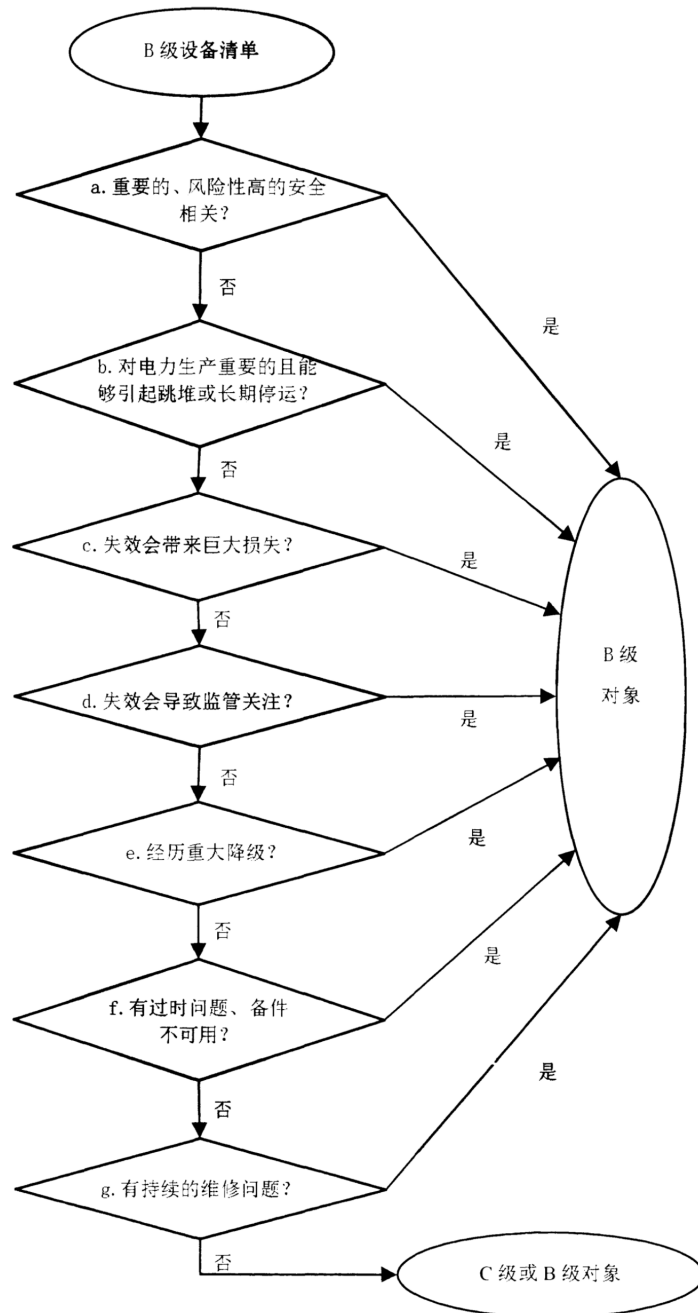 B 级设备清单
a. 重要的、风险性高的安全
相关？
否
是
b. 对电力生产重要的且能
够引起跳堆或长期停运？
是
否
c. 失效会带来巨大损失？
是
否
B 级
对象
d. 失效会导致监管关注？
是
否
e. 经历重大降级？
是
否
是
f. 有过时问题、备件
不可用？
是
否
g. 有持续的维修问题？
否
C 级或 B 级对象